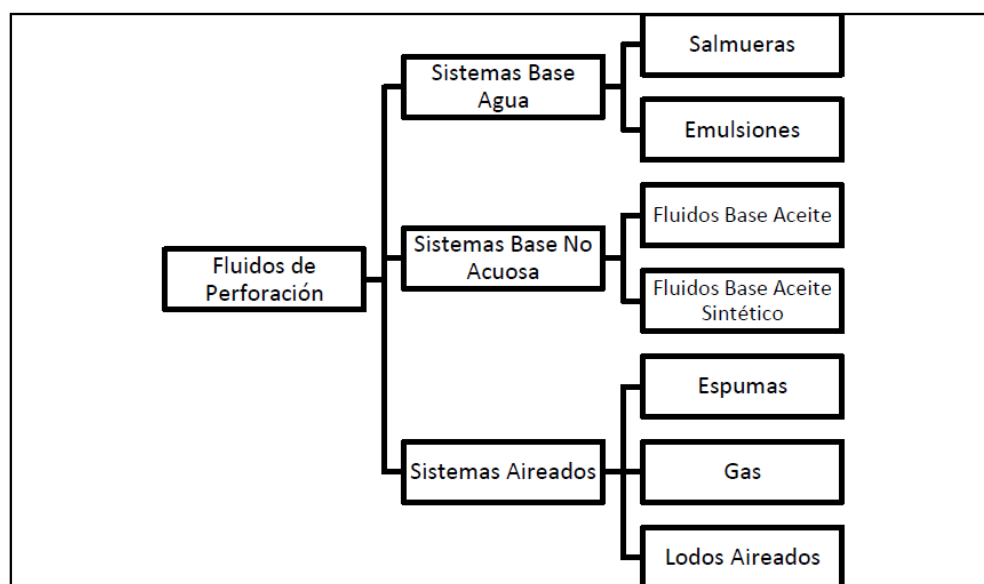 Fluidos de
Perforación
Sistemas Base
Agua
Salmueras
Emulsiones
Sistemas Base No
Acuosa
Fluidos Base Aceite
Fluidos Base Aceite
Sintético
Sistemas Aireados
Espumas
Gas
Lodos Aireados